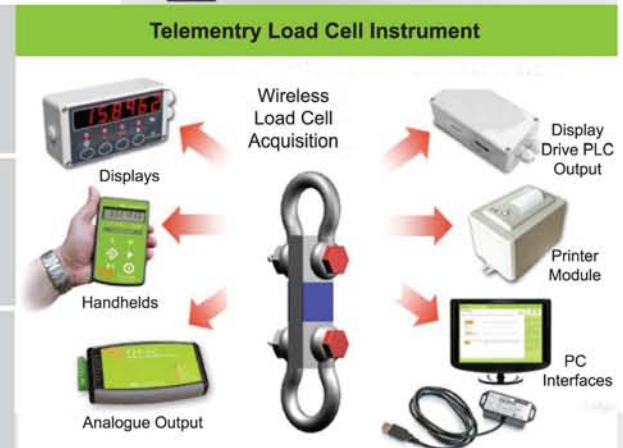 Telementry Load Cell Instrument
Wireless
Load Cell
Acquisition
158462
Displays
Display
Drive PLC
Output
Handhelds
Printer
Module
Analogue Output
PC
Interfaces